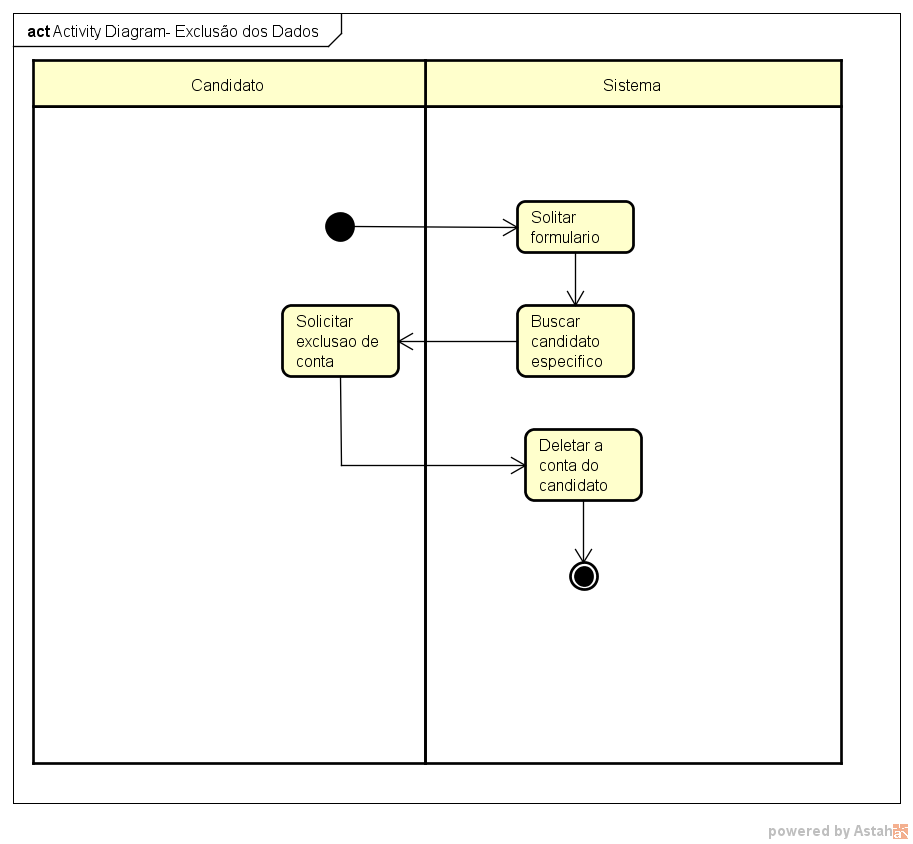 act Activity Diagram- Exclusão dos Dados
Candidato
Sistema
Solitar
formulario
Solicitar
exclusao de
conta
Buscar
candidato
especifico
Deletar a
conta do
candidato
powered by Astah